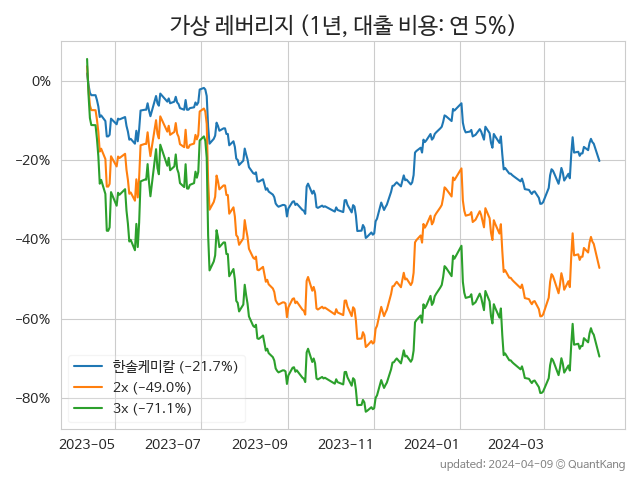 가상 레버리지 (1년, 대출 비용: 연 5%)
0%
−20%
−40%
−60%
−80%
한솔케미칼 (−21.7%)
2x (−49.0%)
3x (−71.1%)
2023-05 2023-07 2023-09 2023-11 2024-01 2024-03
updated: 2024-04-09 © QuantKang